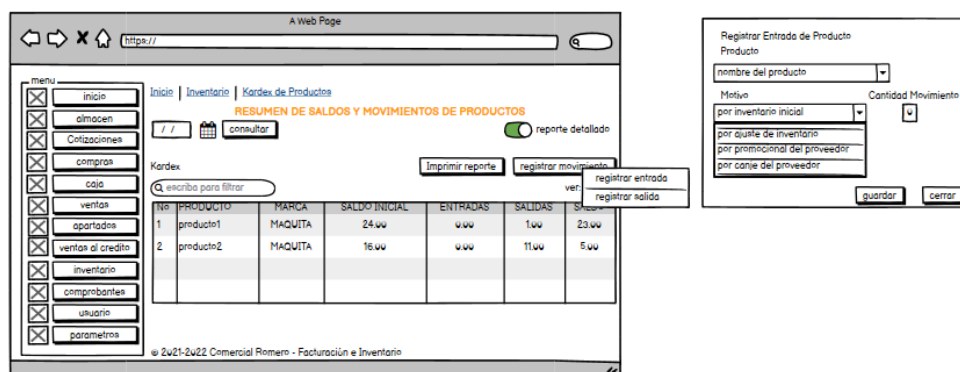 A Web Page
https://
menu
inicio
almacen
Cotizaciones
compras
caja
ventas
apartados
ventas al credito
inventario
comprobantes
usuario
parametros
Inicio | Inventario | Kardex de Productos
RESUMEN DE SALDOS Y MOVIMIENTOS DE PRODUCTOS
/ / consultar reporte detallado
Kardex Imprimir reporte registrar movimiento
escriba para filtrar ver:
registrar entrada
registrar salida
No PRODUCTO MARCA SALDO INICIAL ENTRADAS SALIDAS SALDO
1 producto1 MAQUITA 24.00 0.00 1.00 23.00
2 producto2 MAQUITA 16.00 0.00 11.00 5.00
© 2021-2022 Comercial Romero - Facturación e Inventario
Registrar Entrada de Producto
Producto
nombre del producto
Motivo Cantidad Movimiento
por inventario inicial 0
por ajuste de inventario
por promocional del proveedor
por canje del proveedor
guardar cerrar